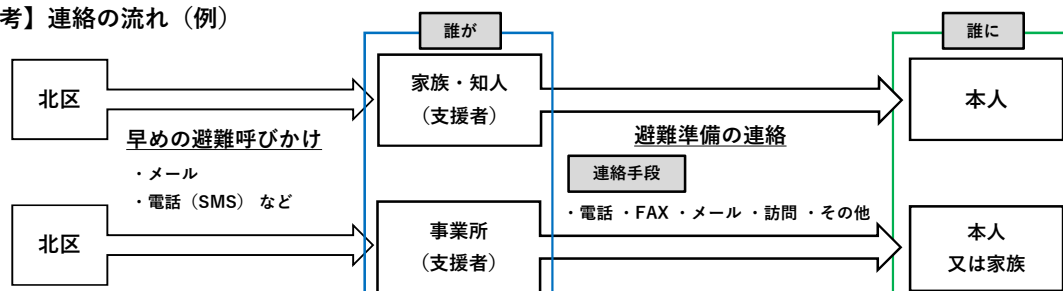 考】連絡の流れ（例）
誰が
誰に
北区
家族・知人
（支援者）
本人
早めの避難呼びかけ
・メール
・電話（SMS） など
避難準備の連絡
連絡手段
・電話 ・FAX ・メール ・訪問 ・その他
北区
事業所
（支援者）
本人
又は家族